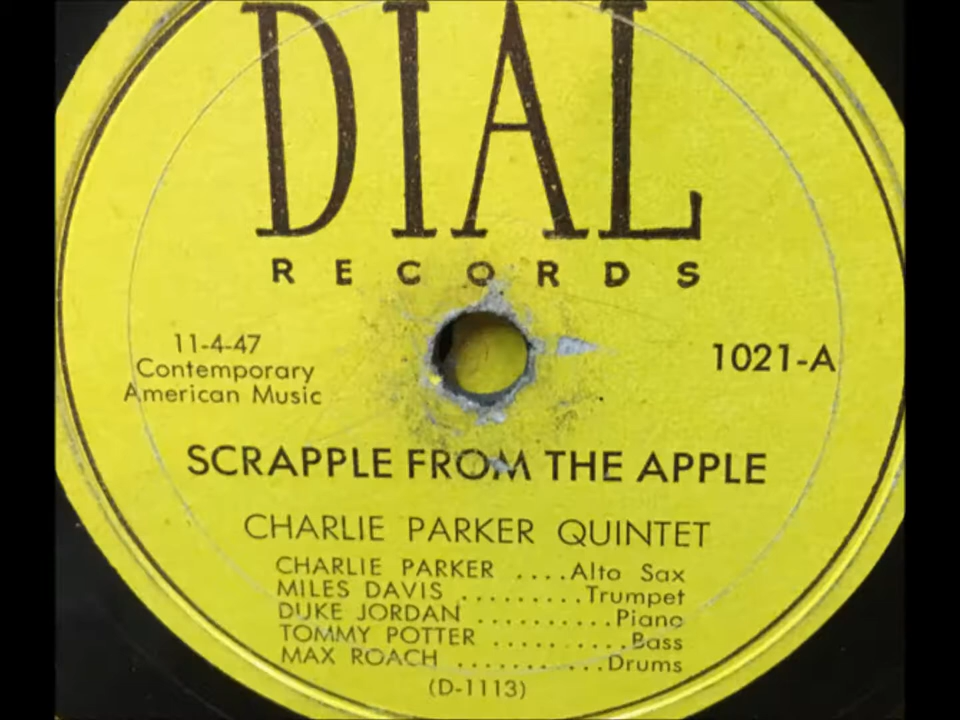 DIAL
RECORDS
11-4-47
Contemporary
American Music
1021-A
SCRAPPLE FROM THE APPLE
CHARLIE PARKER QUINTET
CHARLIE PARKER ....Alto Sax
MILES DAVIS .........Trumpet
DUKE JORDAN ..........Piano
TOMMY POTTER ..........Bass
MAX ROACH ..........Drums
(D-1113)